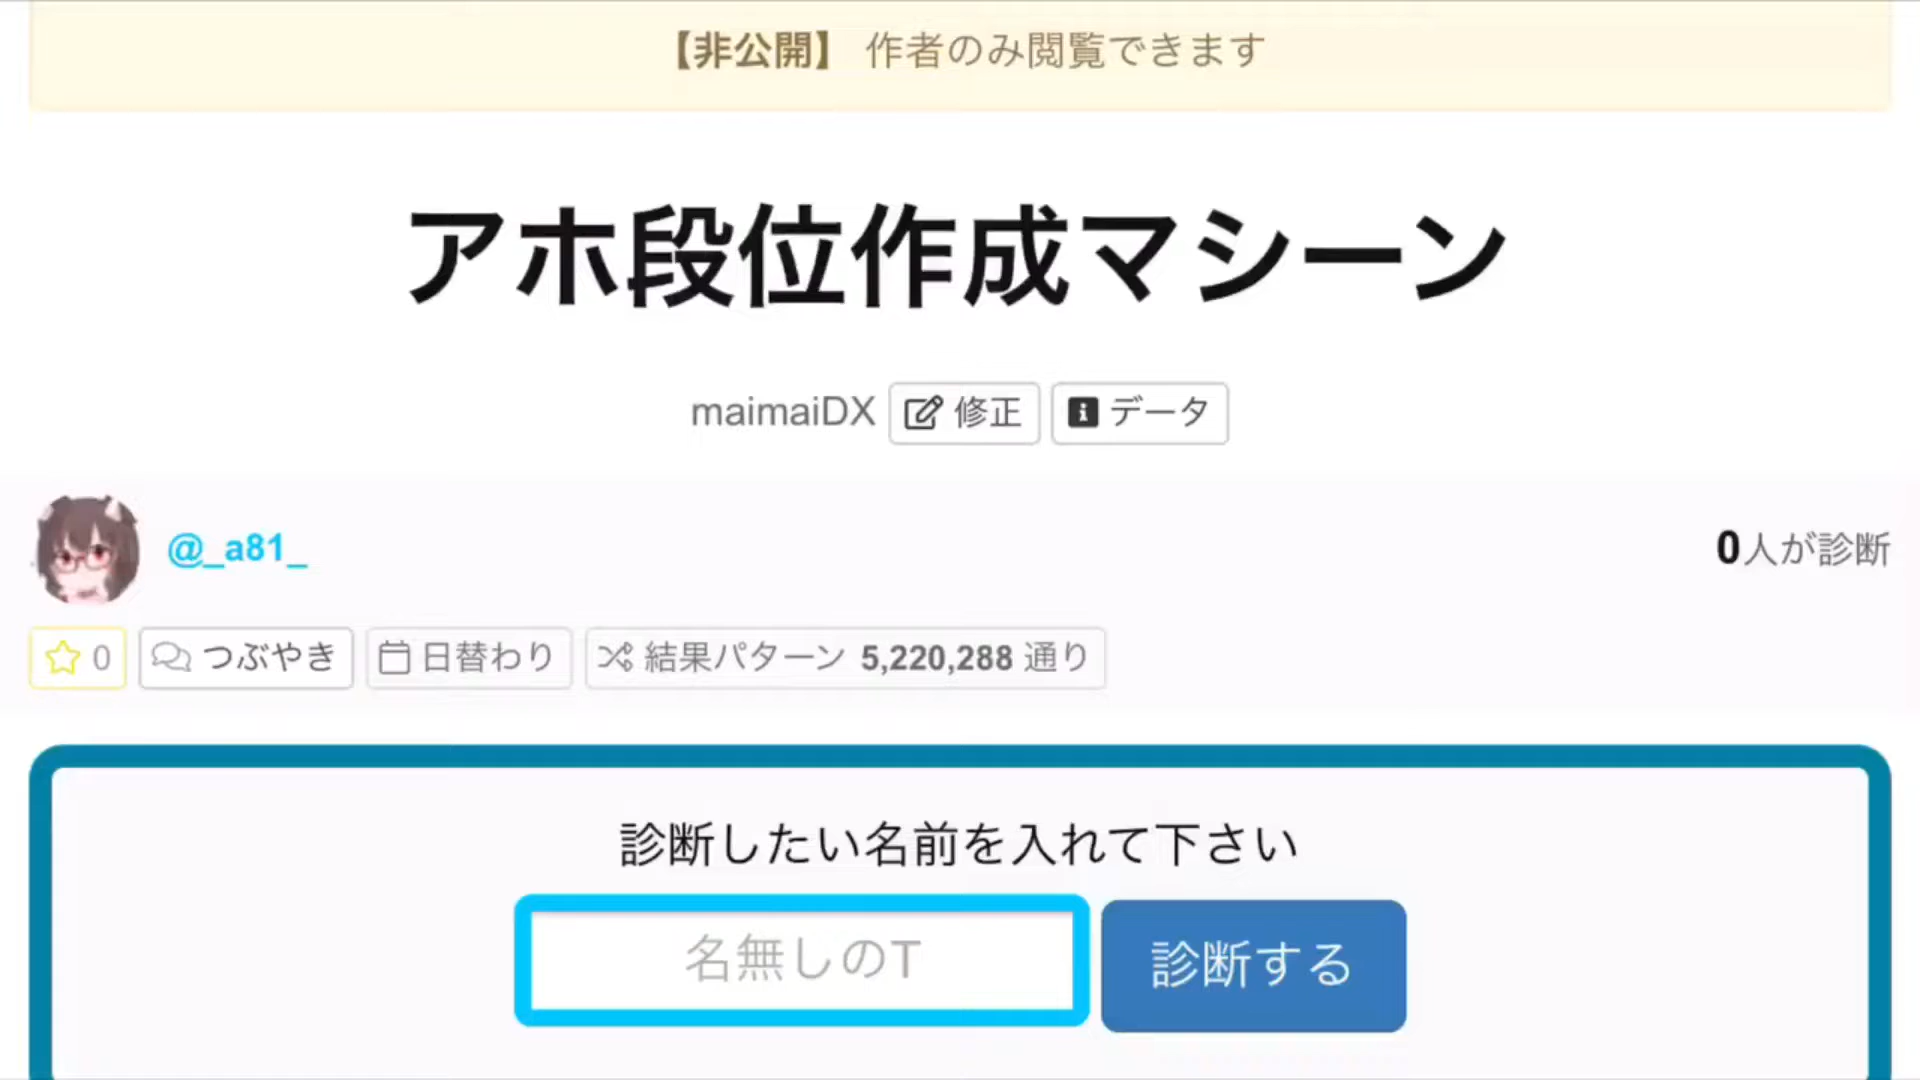 【非公開】 作者のみ閲覧できます
アホ段位作成マシーン
maimaiDX 修正 データ
@_a81_
0人が診断
0 つぶやき 日替わり 結果パターン 5,220,288 通り
診断したい名前を入れて下さい
名無しのT 診断する